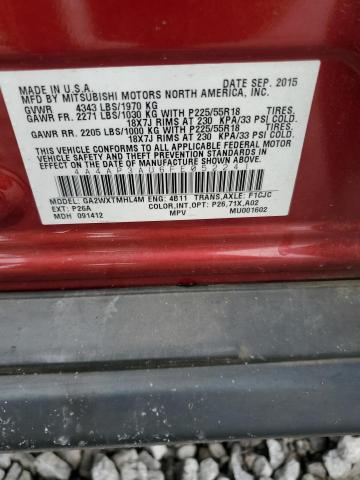 MADE IN U.S.A. DATE SEP. 2015
MFD BY MITSUBISHI MOTORS NORTH AMERICA, INC.
GVWR 4343 LBS/1970 KG
GAWR FR. 2271 LBS/1030 KG WITH P225/55R18 TIRES.
18X7J RIMS AT 230 KPA/33 PSI COLD
GAWR RR. 2205 LBS/1000 KG WITH P225/55R18 TIRES.
18X7J RIMS AT 230 KPA/33 PSI COLD
THIS VEHICLE CONFORMS TO ALL APPLICABLE FEDERAL MOTOR
VEHICLE SAFETY AND THEFT PREVENTION STANDARDS IN
EFFECT ON THE DATE OF MANUFACTURE SHOWN ABOVE.
MODEL: GA2WXTMHL4M ENG: 4B11 TRANS,AXLE: F1CJC
EXT: P26A COLOR,INT,OPT: P26,71X,A02
MDH 091412 MPV MU001602